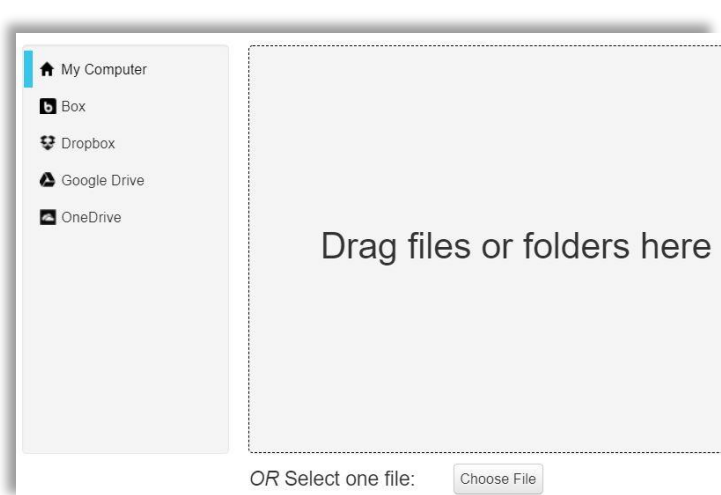 My Computer
Box
Dropbox
Google Drive
OneDrive
Drag files or folders here
OR Select one file: Choose File